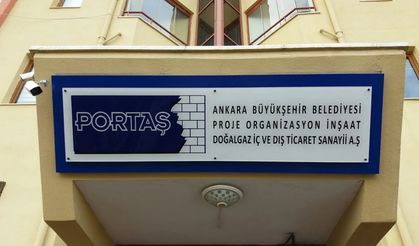 PORTAŞ
ANKARA BÜYÜKŞEHİR BELEDİYESİ
PROJE ORGANİZASYON İNŞAAT
DOĞALGAZ İÇ VE DIŞ TİCARET SANAYİİ A.Ş